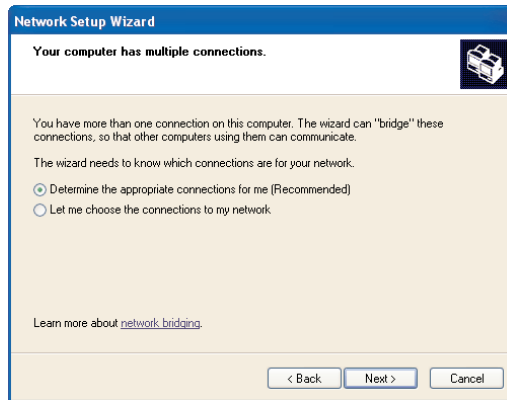 Network Setup Wizard
Your computer has multiple connections.
You have more than one connection on this computer. The wizard can "bridge" these
connections, so that other computers using them can communicate.
The wizard needs to know which connections are for your network.
Determine the appropriate connections for me (Recommended)
Let me choose the connections to my network
Learn more about network bridging.
< Back
Next >
Cancel